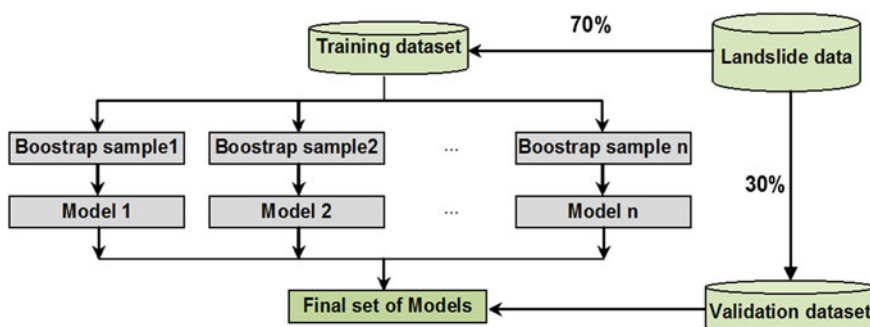 70%
Training dataset
Landslide data
Boostrap sample1
Boostrap sample2
...
Boostrap sample n
30%
Model 1
Model 2
...
Model n
Final set of Models
Validation dataset